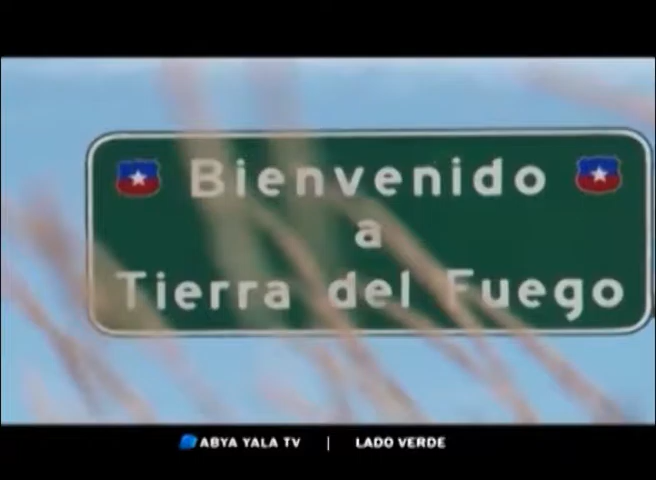 Bienvenido
a
Tierra del Fuego
ABYA YALA TV | LADO VERDE